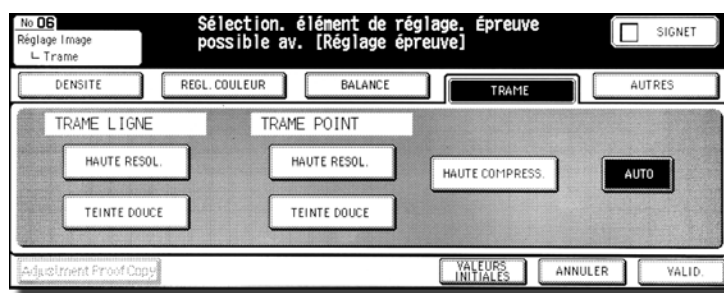 No 06
Réglage Image
Trame
Sélection. élément de réglage. Épreuve
possible av. [Réglage épreuve]
SIGNET
DENSITE
REGL. COULEUR
BALANCE
TRAME
AUTRES
TRAME LIGNE
TRAME POINT
HAUTE RESOL.
HAUTE RESOL.
HAUTE COMPRESS.
AUTO
TEINTE DOUCE
TEINTE DOUCE
Adjustment Proof Copy
VALEURS
INITIALES
ANNULER
VALID.